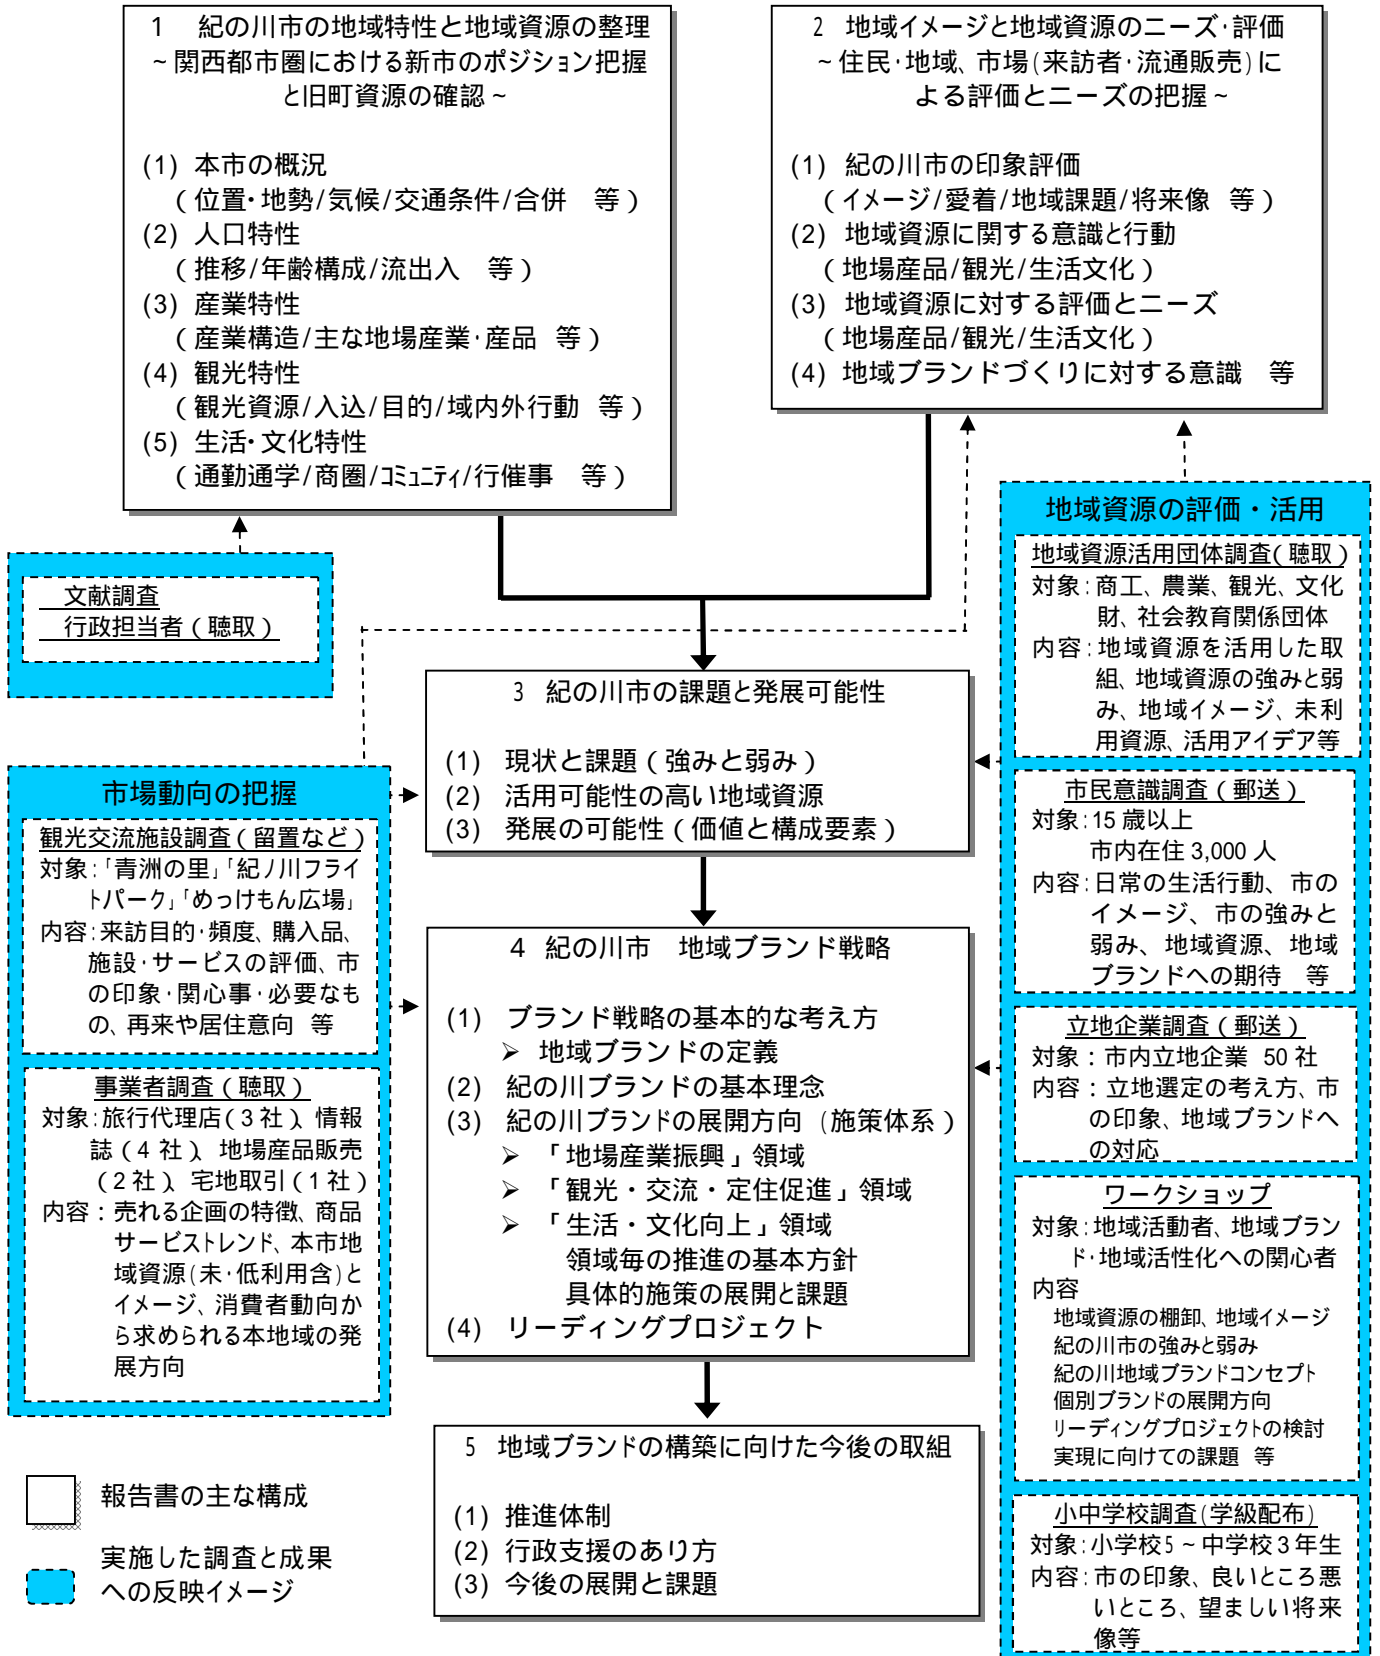 1　紀の川市の地域特性と地域資源の整理
~関西都市圏における新市のポジション把握
と旧町資源の確認~
(1) 本市の概況
（位置・地勢/気候/交通条件/合併　等）
(2) 人口特性
（推移/年齢構成/流出入　等）
(3) 産業特性
（産業構造/主な地場産業・産品　等）
(4) 観光特性
（観光資源/入込/目的/域内外行動　等）
(5) 生活・文化特性
（通勤通学/商圏/コミュニティ/行催事　等）
2　地域イメージと地域資源のニーズ・評価
~住民・地域、市場(来訪者・流通販売)に
よる評価とニーズの把握~
(1) 紀の川市の印象評価
（イメージ/愛着/地域課題/将来像　等）
(2) 地域資源に関する意識と行動
（地場産品/観光/生活文化）
(3) 地域資源に対する評価とニーズ
（地場産品/観光/生活文化）
(4) 地域ブランドづくりに対する意識　等
文献調査
行政担当者（聴取）
3　紀の川市の課題と発展可能性
(1) 現状と課題（強みと弱み）
(2) 活用可能性の高い地域資源
(3) 発展の可能性（価値と構成要素）
市場動向の把握
観光交流施設調査（留置など）
対象:「青洲の里」「紀ノ川フライ
トパーク」「めっけもん広場」
内容:来訪目的・頻度、購入品、
施設・サービスの評価、市
の印象・関心事・必要なも
の、再来や居住意向　等
事業者調査（聴取）
対象:旅行代理店（3社）、情報
誌（4社）、地場産品販売
（2社）、宅地取引（1社）
内容：売れる企画の特徴、商品
サービストレンド、本市地
域資源(未・低利用含)と
イメージ、消費者動向か
ら求められる本地域の発
展方向
4　紀の川市　地域ブランド戦略
(1) ブランド戦略の基本的な考え方
➢ 地域ブランドの定義
(2) 紀の川ブランドの基本理念
(3) 紀の川ブランドの展開方向（施策体系）
➢ 「地場産業振興」領域
➢ 「観光・交流・定住促進」領域
➢ 「生活・文化向上」領域
領域毎の推進の基本方針
具体的施策の展開と課題
(4) リーディングプロジェクト
5　地域ブランドの構築に向けた今後の取組
(1) 推進体制
(2) 行政支援のあり方
(3) 今後の展開と課題
地域資源の評価・活用
地域資源活用団体調査(聴取)
対象:商工、農業、観光、文化
財、社会教育関係団体
内容:地域資源を活用した取
組、地域資源の強みと弱
み、地域イメージ、未利
用資源、活用アイデア等
市民意識調査（郵送）
対象:15歳以上
市内在住3,000人
内容:日常の生活行動、市の
イメージ、市の強みと
弱み、地域資源、地域
ブランドへの期待　等
立地企業調査（郵送）
対象：市内立地企業　50社
内容：立地選定の考え方、市
の印象、地域ブランドへ
の対応
ワークショップ
対象:地域活動者、地域ブラン
ド・地域活性化への関心者
内容
地域資源の棚卸、地域イメージ
紀の川市の強みと弱み
紀の川地域ブランドコンセプト
個別ブランドの展開方向
リーディングプロジェクトの検討
実現に向けての課題　等
小中学校調査(学級配布)
対象:小学校5~中学校3年生
内容:市の印象、良いところ悪
いところ、望ましい将来
像等
報告書の主な構成
実施した調査と成果
への反映イメージ